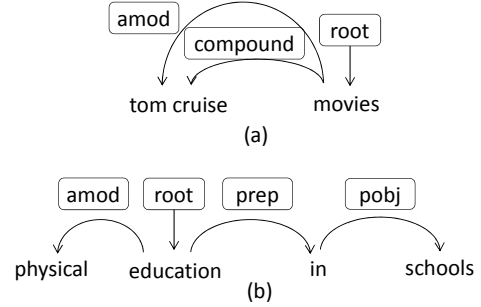 amod
root
compound
tom cruise movies
(a)
amod root prep pobj
physical education in schools
(b)